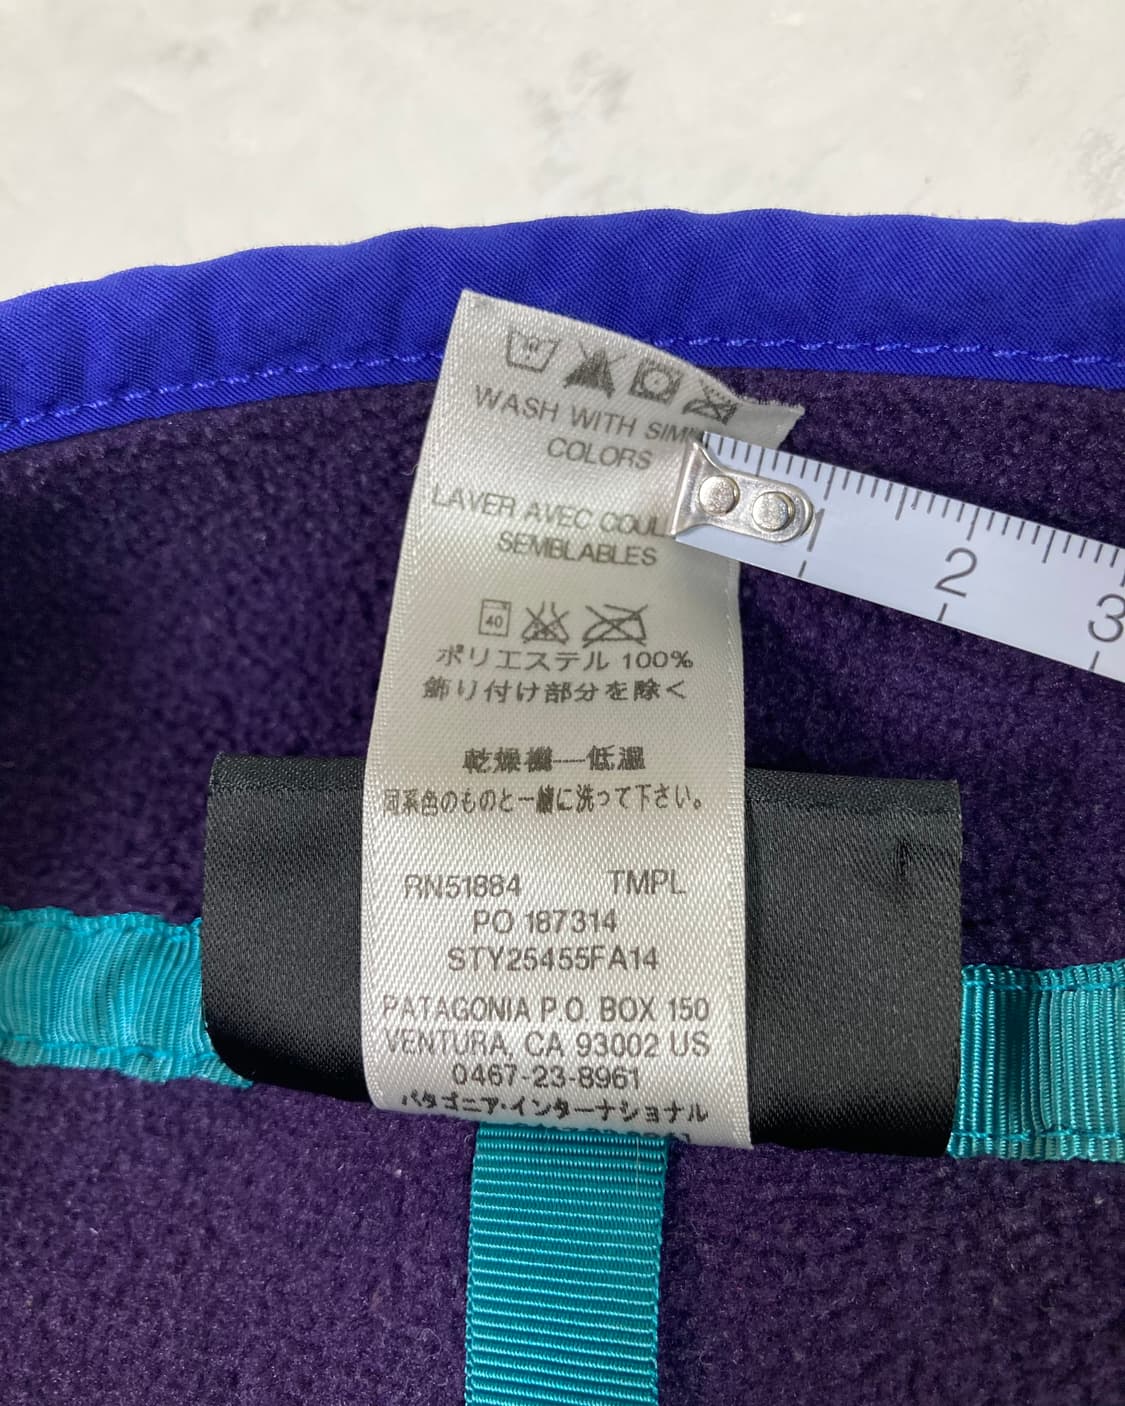 WASH WITH
COLORS
LAVER AVEC
SEMBLABLES
40
ポリエステル 100%
飾り付け部分を除く
乾燥機—低温
同系色のものと一緒に洗って下さい。
RN51884 TMPL
PO 187314
STY25455FA14
PATAGONIA P.O. BOX 150
VENTURA, CA 93002 US
0467-23-8961
パタゴニア・インターナショナル
2
3